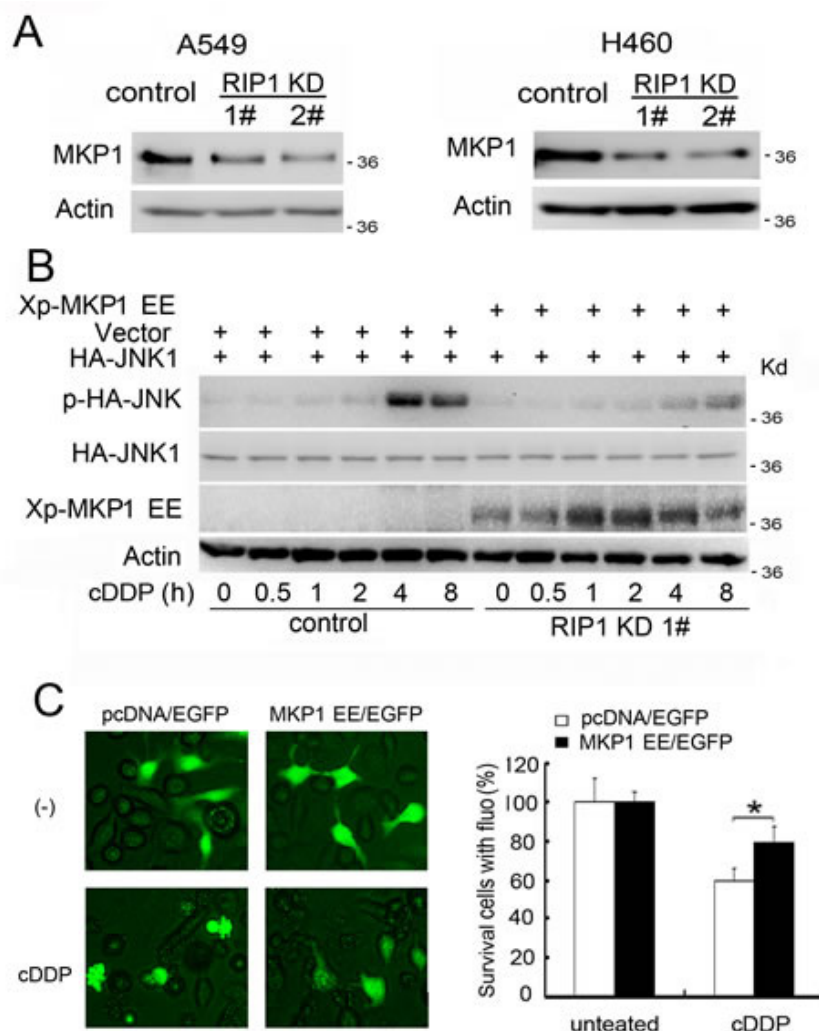 A
A549
H460
control RIP1 KD
1# 2#
control RIP1 KD
1# 2#
MKP1 - 36
MKP1 - 36
Actin - 36
Actin - 36
B
Xp-MKP1 EE + + + + + +
Vector + + + + + +
HA-JNK1 + + + + + + + + + + + + Kd
p-HA-JNK - 36
HA-JNK1 - 36
Xp-MKP1 EE - 36
Actin - 36
cDDP (h) 0 0.5 1 2 4 8 0 0.5 1 2 4 8
control RIP1 KD 1#
C
pcDNA/EGFP MKP1 EE/EGFP
(-)
cDDP
pcDNA/EGFP
MKP1 EE/EGFP
Survival cells with fluo (%)
120
100
80
60
40
20
0
*
unteated cDDP